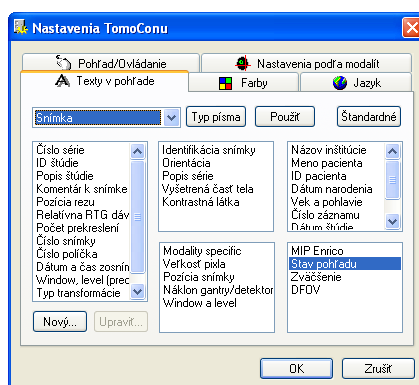 Nastavenia TomoConu
Pohľad/Ovládanie
Nastavenia podľa modalít
Texty v pohľade
Farby
Jazyk
Snímka
Typ písma
Použiť
Štandardné
Číslo série
ID štúdie
Popis štúdie
Komentár k snímke
Pozícia rezu
Relatívna RTG dáv
Počet prekreslení
Číslo snímky
Číslo políčka
Dátum a čas zosnín
Window, level (prec
Typ transformácie
Identifikácia snímky
Orientácia
Popis série
Vyšetrená časť tela
Kontrastná látka
Názov inštitúcie
Meno pacienta
ID pacienta
Dátum narodenia
Vek a pohlavie
Číslo záznamu
Dátum štúdie
Modality specific
Veľkosť pixla
Pozícia snímky
Náklon gantry/detektor
Window a level
MIP Enrico
Stav pohľadu
Zväčšenie
DFOV
Nový...
Upraviť...
OK
Zrušiť